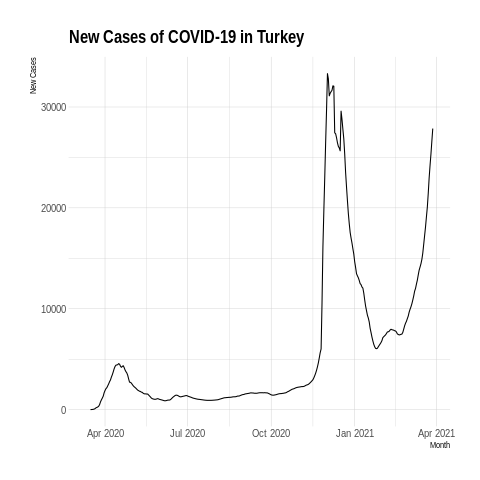 New Cases of COVID-19 in Turkey
New Cases
30000
20000
10000
0
Apr 2020 Jul 2020 Oct 2020 Jan 2021 Apr 2021
Month